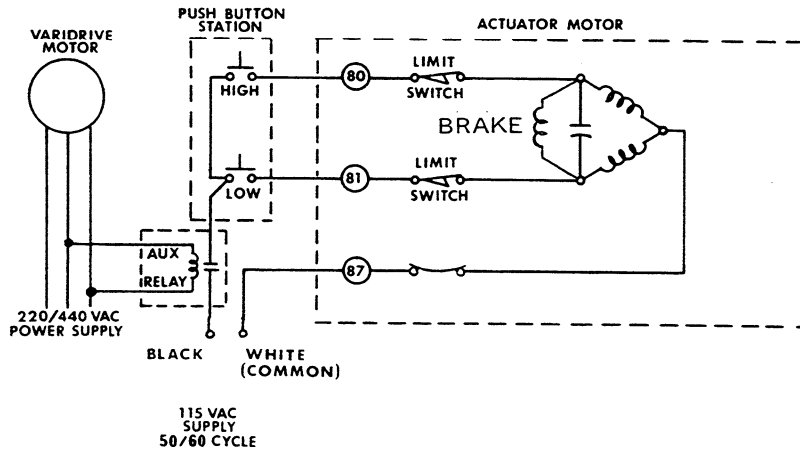 PUSH BUTTON
STATION
ACTUATOR MOTOR
VARIDRIVE
MOTOR
HIGH
80
LIMIT
SWITCH
BRAKE
LOW
81
LIMIT
SWITCH
AUX
RELAY
87
220/440 VAC
POWER SUPPLY
BLACK
WHITE
(COMMON)
115 VAC
SUPPLY
50/60 CYCLE